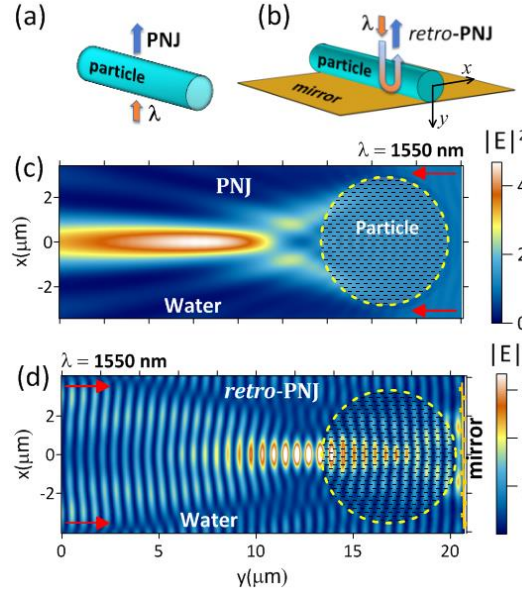 (a)
PNJ
particle
λ
(b)
λ
retro-PNJ
particle
mirror
x
y
(c)
λ = 1550 nm
|E|²
PNJ
Particle
Water
x(μm)
2
0
-2
4
2
0
λ = 1550 nm
(d)
|E|
retro-PNJ
Water
mirror
x(μm)
2
0
-2
0
5
10
15
20
y(μm)